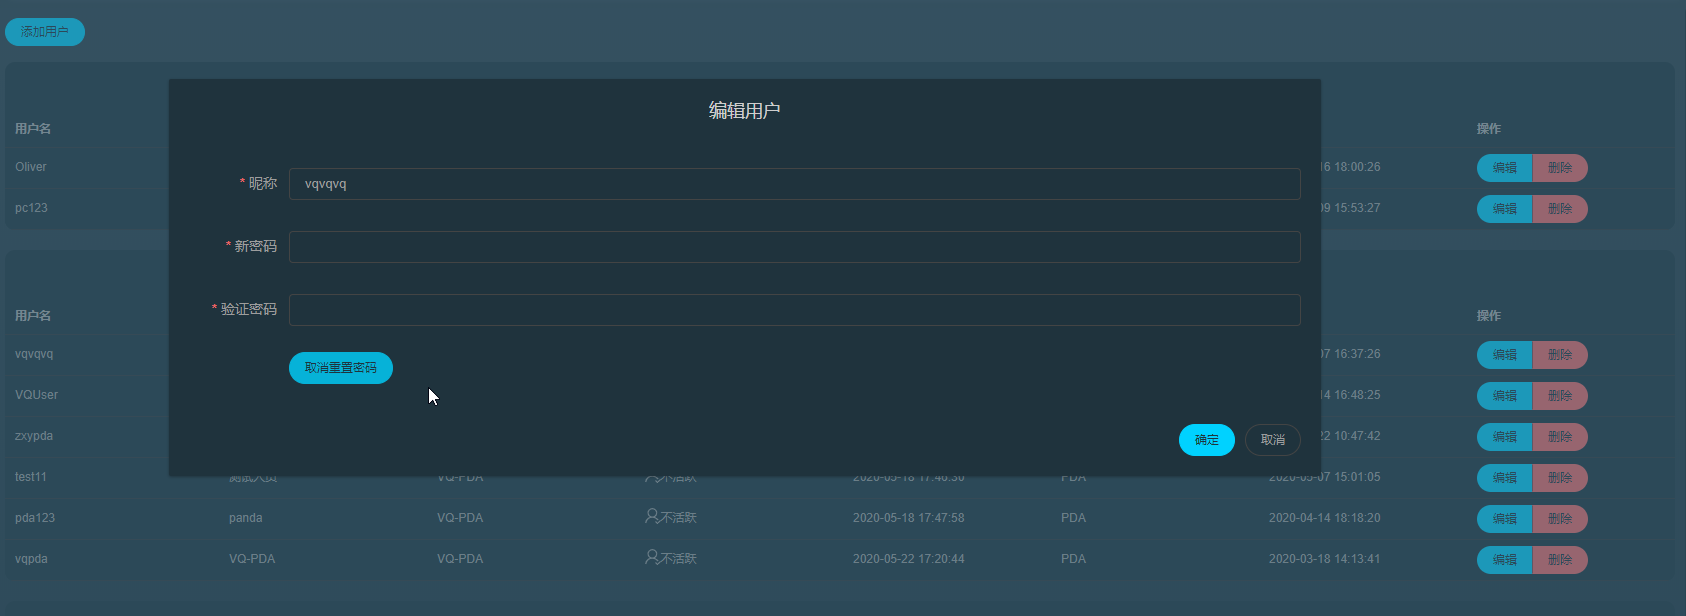 添加用户
编辑用户
用户名 操作
* 昵称 vqvqvq
Oliver 16 18:00:26 编辑 删除
pc123 09 15:53:27 编辑 删除
* 新密码
* 验证密码
用户名 操作
vqvqvq 07 16:37:26 编辑 删除
取消重置密码
VQUser 14 16:48:25 编辑 删除
zxypda 22 10:47:42 编辑 删除
确定 取消
test11 测试人员 VQ-PDA 不活跃 2020-05-18 17:46:30 PDA 2020-05-07 15:01:05 编辑 删除
pda123 panda VQ-PDA 不活跃 2020-05-18 17:47:58 PDA 2020-04-14 18:18:20 编辑 删除
vqpda VQ-PDA VQ-PDA 不活跃 2020-05-22 17:20:44 PDA 2020-03-18 14:13:41 编辑 删除